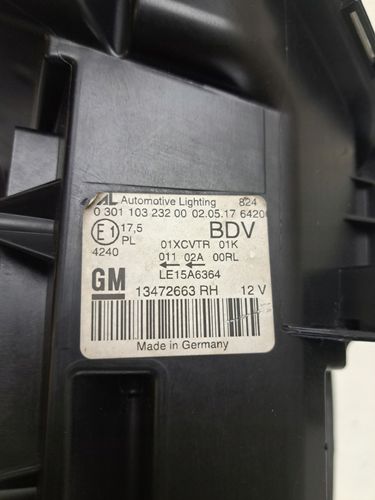 AL Automotive Lighting 824
0 301 103 232 00 02.05.17 6420
E1 17,5 BDV
PL 01XCVTR 01K
4240 011 02A 00RL
LE15A6364
GM 13472663 RH 12 V
Made in Germany